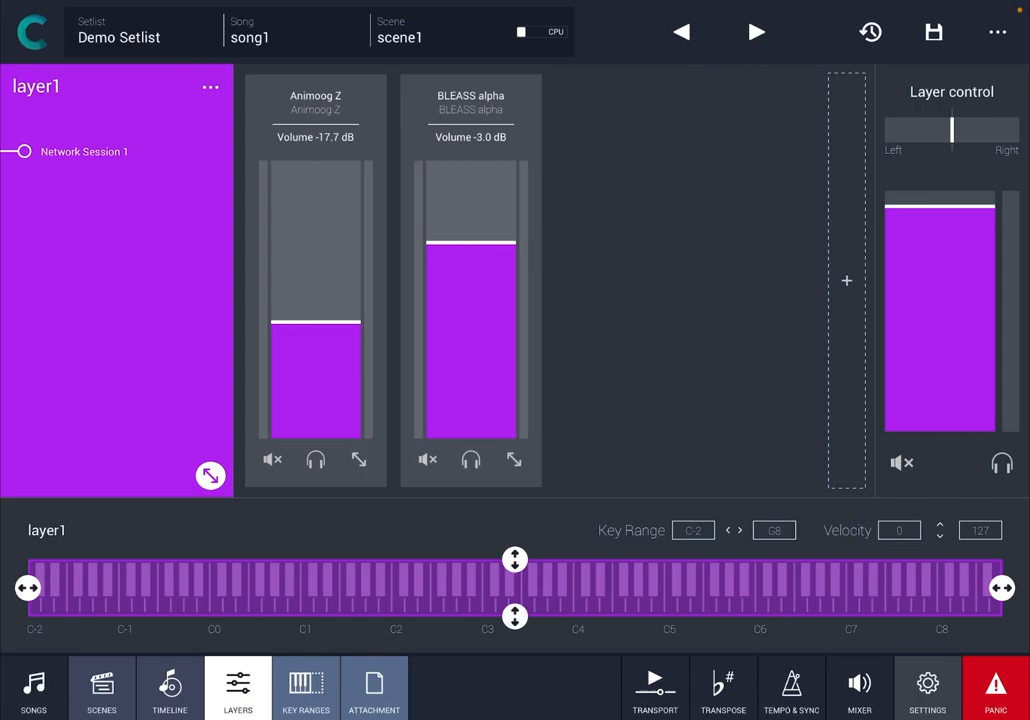 Setlist
Demo Setlist
Song
song1
Scene
scene1
CPU
layer1
Network Session 1
Animoog Z
Animoog Z
Volume -17.7 dB
BLEASS alpha
BLEASS alpha
Volume -3.0 dB
+
Layer control
Left
Right
layer1
Key Range
C-2
G8
Velocity
0
127
C-2
C-1
C0
C1
C2
C3
C4
C5
C6
C7
C8
SONGS
SCENES
TIMELINE
LAYERS
KEY RANGES
ATTACHMENT
TRANSPORT
TRANSPOSE
TEMPO & SYNC
MIXER
SETTINGS
PANIC